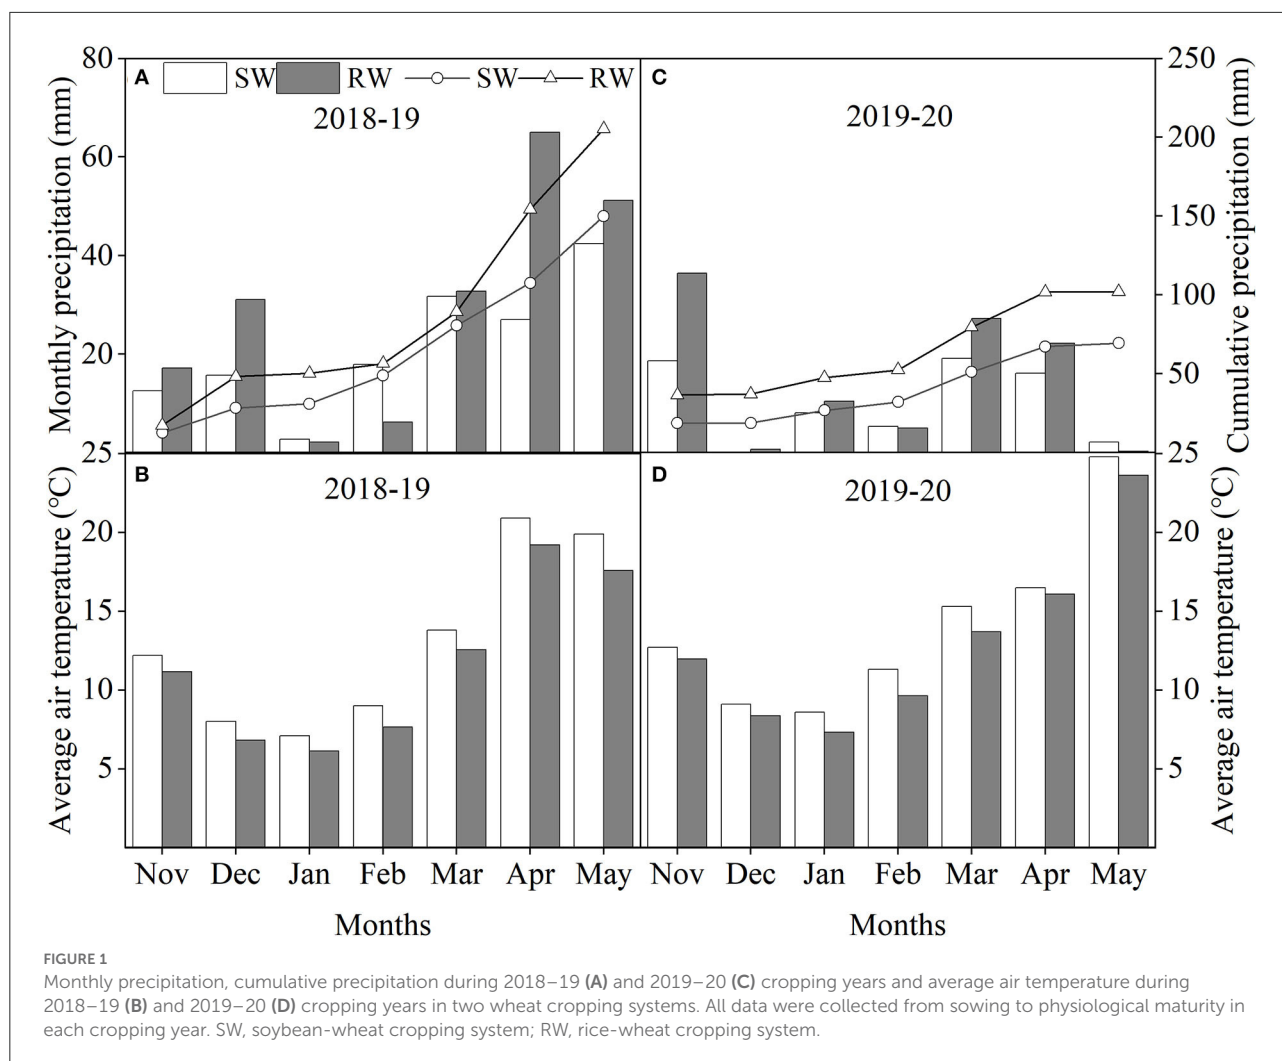 80
60
40
20
25
20
15
10
5
Monthly precipitation (mm)
Average air temperature (°C)
A
SW
RW
SW
RW
2018-19
C
2019-20
250
200
150
100
50
25
20
15
10
5
Cumulative precipitation (mm)
Average air temperature (°C)
B
2018-19
D
2019-20
Nov Dec Jan Feb Mar Apr May Nov Dec Jan Feb Mar Apr May
Months
Months
FIGURE 1
Monthly precipitation, cumulative precipitation during 2018–19 (A) and 2019–20 (C) cropping years and average air temperature during
2018–19 (B) and 2019–20 (D) cropping years in two wheat cropping systems. All data were collected from sowing to physiological maturity in
each cropping year. SW, soybean-wheat cropping system; RW, rice-wheat cropping system.